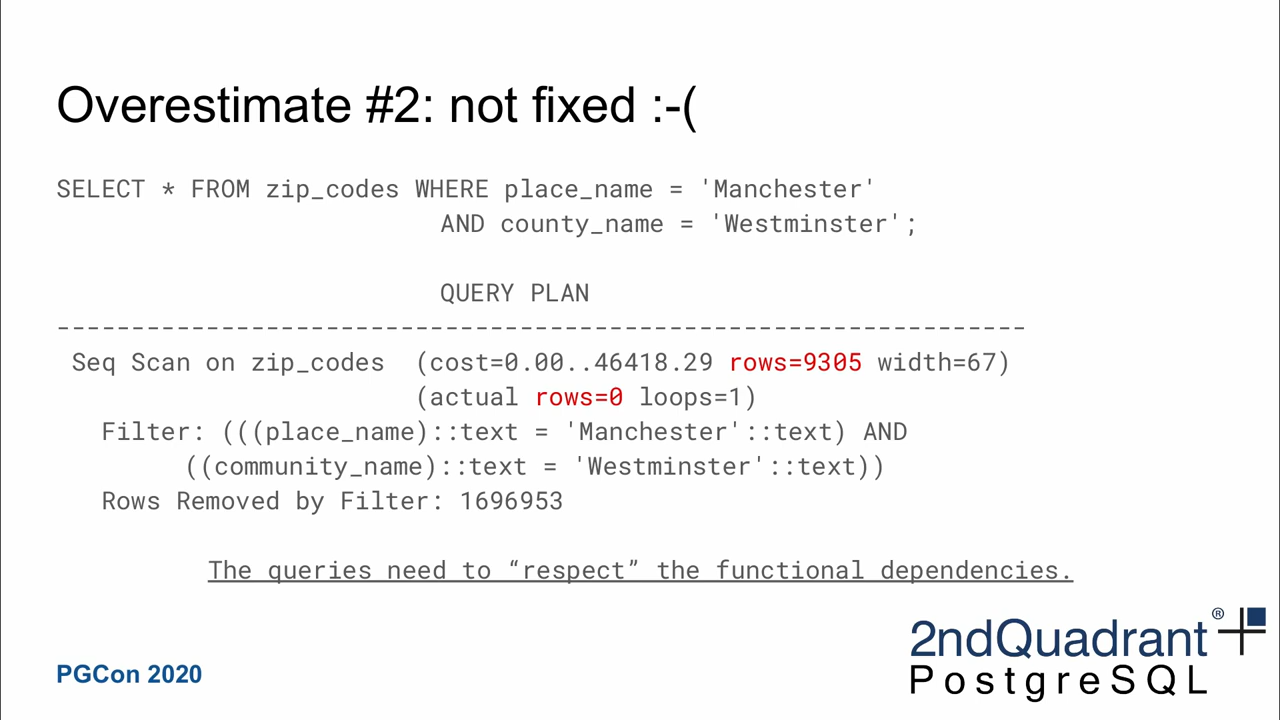 Overestimate #2: not fixed :-(
SELECT * FROM zip_codes WHERE place_name = 'Manchester'
AND county_name = 'Westminster';
QUERY PLAN
-----------------------------------------------------------------
Seq Scan on zip_codes (cost=0.00..46418.29 rows=9305 width=67)
(actual rows=0 loops=1)
Filter: (((place_name)::text = 'Manchester'::text) AND
((community_name)::text = 'Westminster'::text))
Rows Removed by Filter: 1696953
The queries need to “respect” the functional dependencies.
2ndQuadrant®
PostgreSQL
PGCon 2020